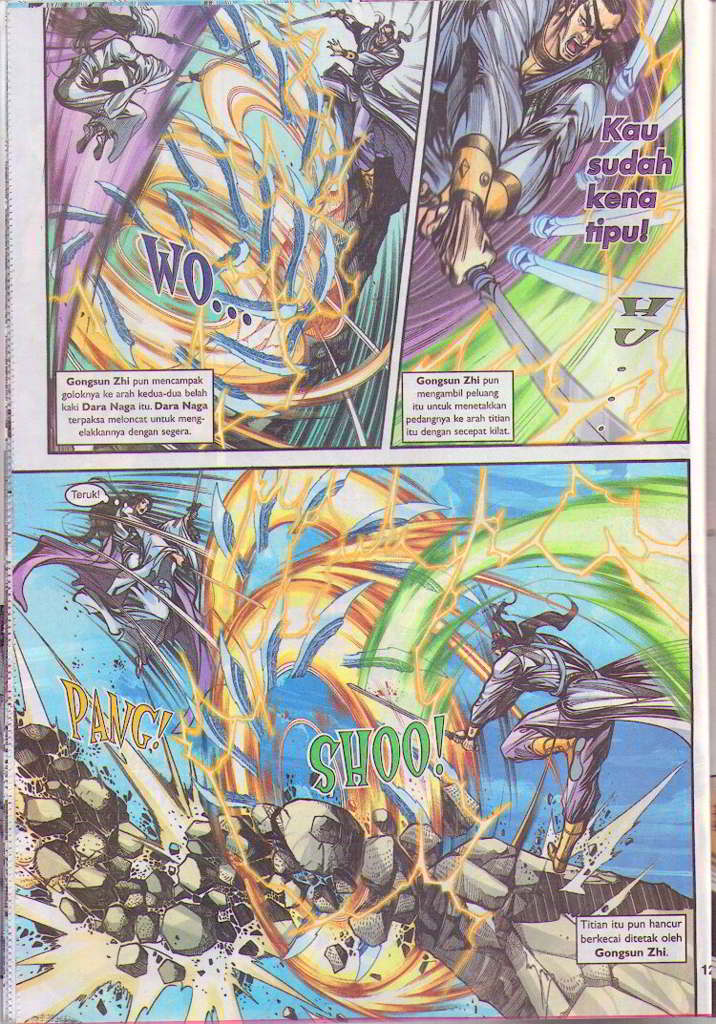 WO...
Gongsun Zhi pun mencampak
goloknya ke arah kedua-dua belah
kaki Dara Naga itu. Dara Naga
terpaksa meloncat untuk meng-
elakkannya dengan segera.
Kau
sudah
kena
tipu!
HU...
Gongsun Zhi pun
mengambil peluang
itu untuk menetakkan
pedangnya ke arah titian
itu dengan secepat kilat.
Teruk!
PANG!
SHOO!
Titian itu pun hancur
berkecai ditetak oleh
Gongsun Zhi.